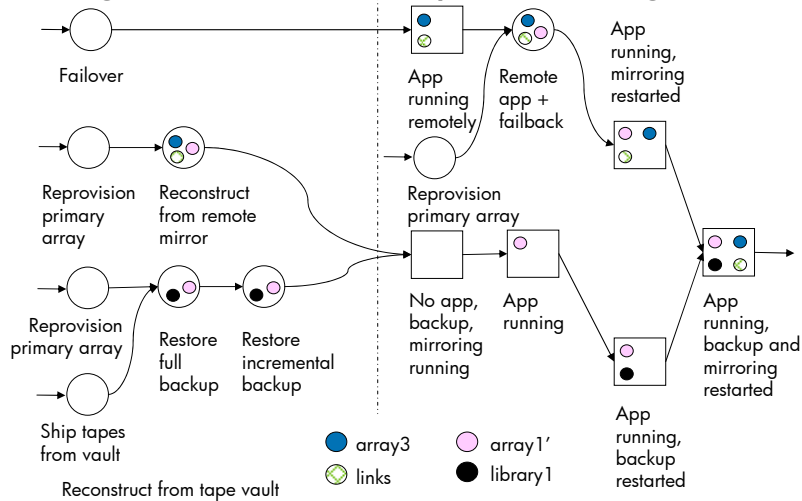 Failover
App
running
remotely
Remote
app +
failback
App
running,
mirroring
restarted
Reprovision
primary
array
Reconstruct
from remote
mirror
Reprovision
primary array
Reprovision
primary array
Restore
full
backup
Restore
incremental
backup
No app,
backup,
mirroring
running
App
running
App
running,
backup and
mirroring
restarted
Ship tapes
from vault
App
running,
backup
restarted
array3
array1’
links
library1
Reconstruct from tape vault